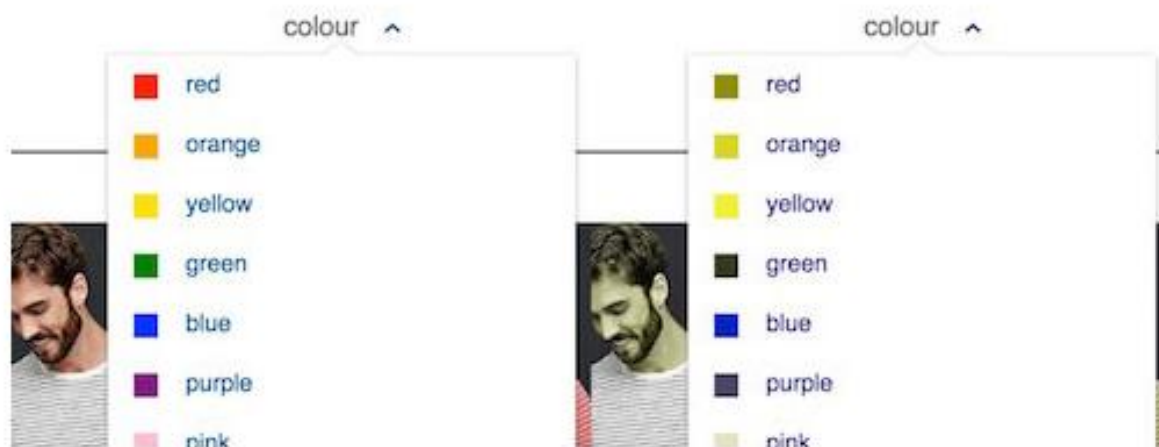 colour
red
orange
yellow
green
blue
purple
pink
colour
red
orange
yellow
green
blue
purple
pink